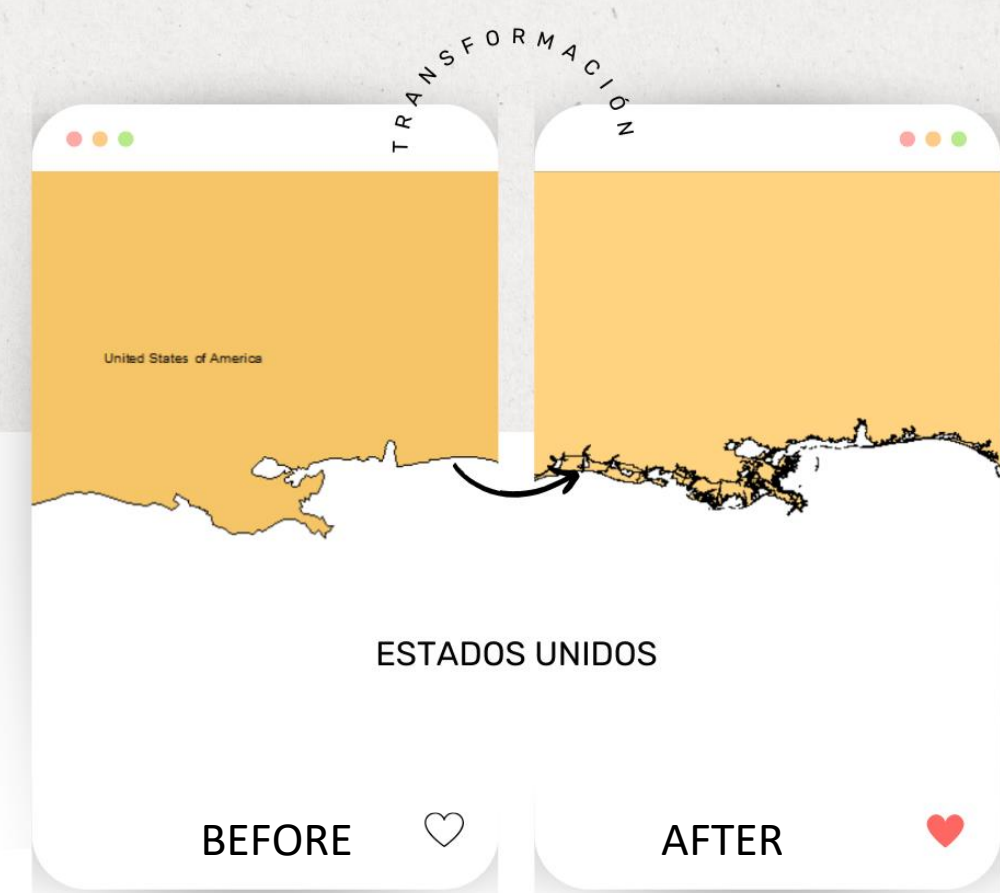 TRANSFORMACIÓN
United States of America
ESTADOS UNIDOS
BEFORE
AFTER